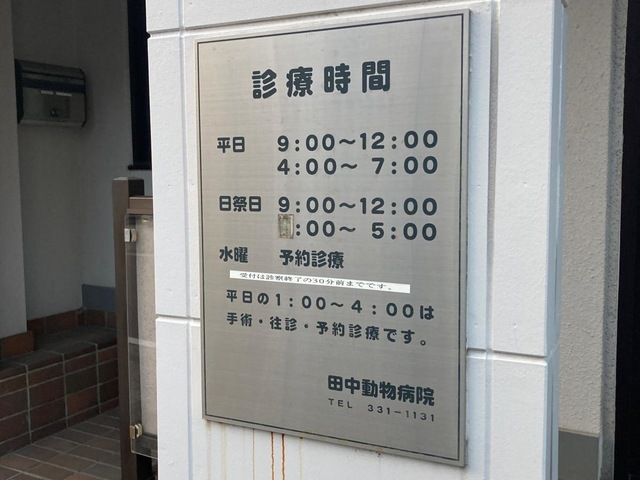 診療時間
平日 9:00～12:00
4:00～ 7:00
日祭日 9:00～12:00
:00～ 5:00
水曜 予約診療
受付は診察終了の30分前までです。
平日の1:00～4:00は
手術・往診・予約診療です。
田中動物病院
TEL 331-1131